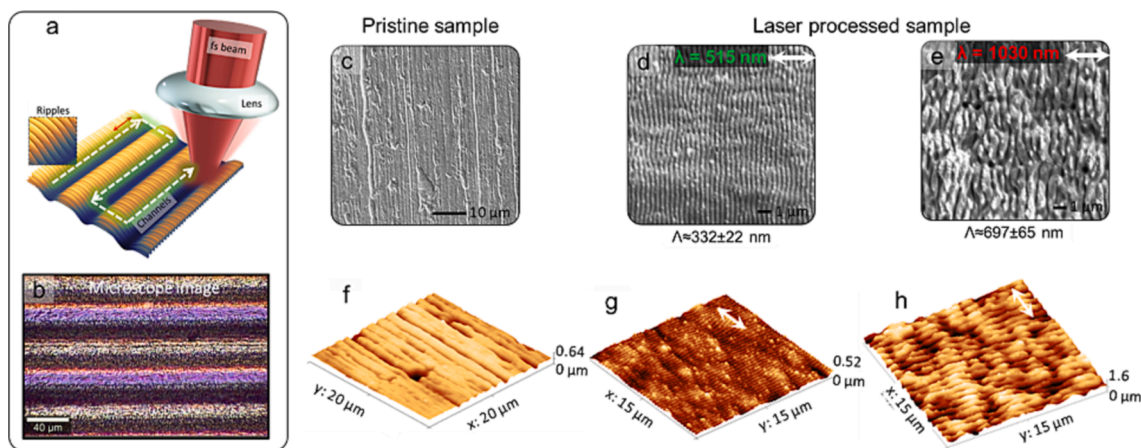 Pristine sample
Laser processed sample
a
fs beam
Lens
Ripples
Channels
b
Microscope image
40 μm
c
10 μm
d
λ = 515 nm
1 μm
Λ≈332±22 nm
e
λ = 1030 nm
1 μm
Λ≈697±65 nm
f
0.64
0 μm
y: 20 μm
x: 20 μm
g
0.52
0 μm
x: 15 μm
y: 15 μm
h
1.6
0 μm
x: 15 μm
y: 15 μm